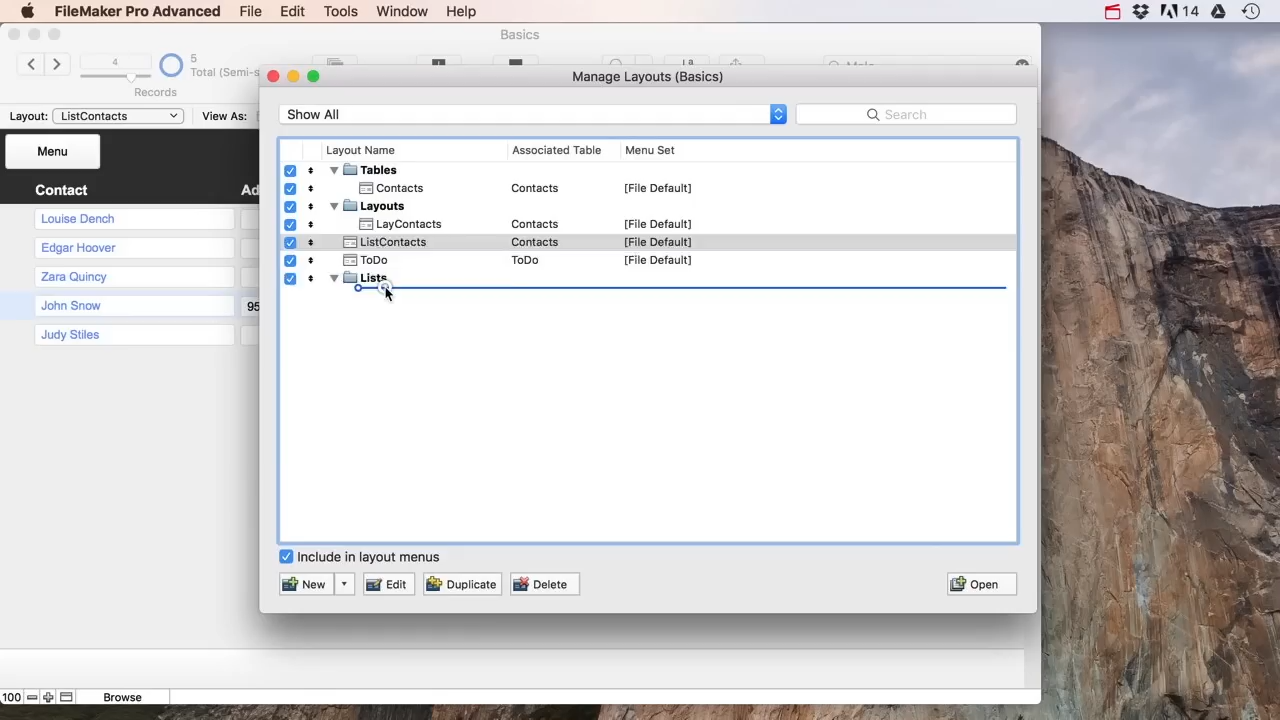 FileMaker Pro Advanced File Edit Tools Window Help 14
Basics
4 5
Total (Semi-s
Records
Manage Layouts (Basics)
Layout: ListContacts View As:
Show All Search
Menu
Layout Name Associated Table Menu Set
Contact Ad
Tables
Contacts Contacts [File Default]
Layouts
LayContacts Contacts [File Default]
ListContacts Contacts [File Default]
ToDo ToDo [File Default]
Lists
Louise Dench
Edgar Hoover
Zara Quincy
John Snow 95
Judy Stiles
Include in layout menus
New Edit Duplicate Delete Open
100 Browse